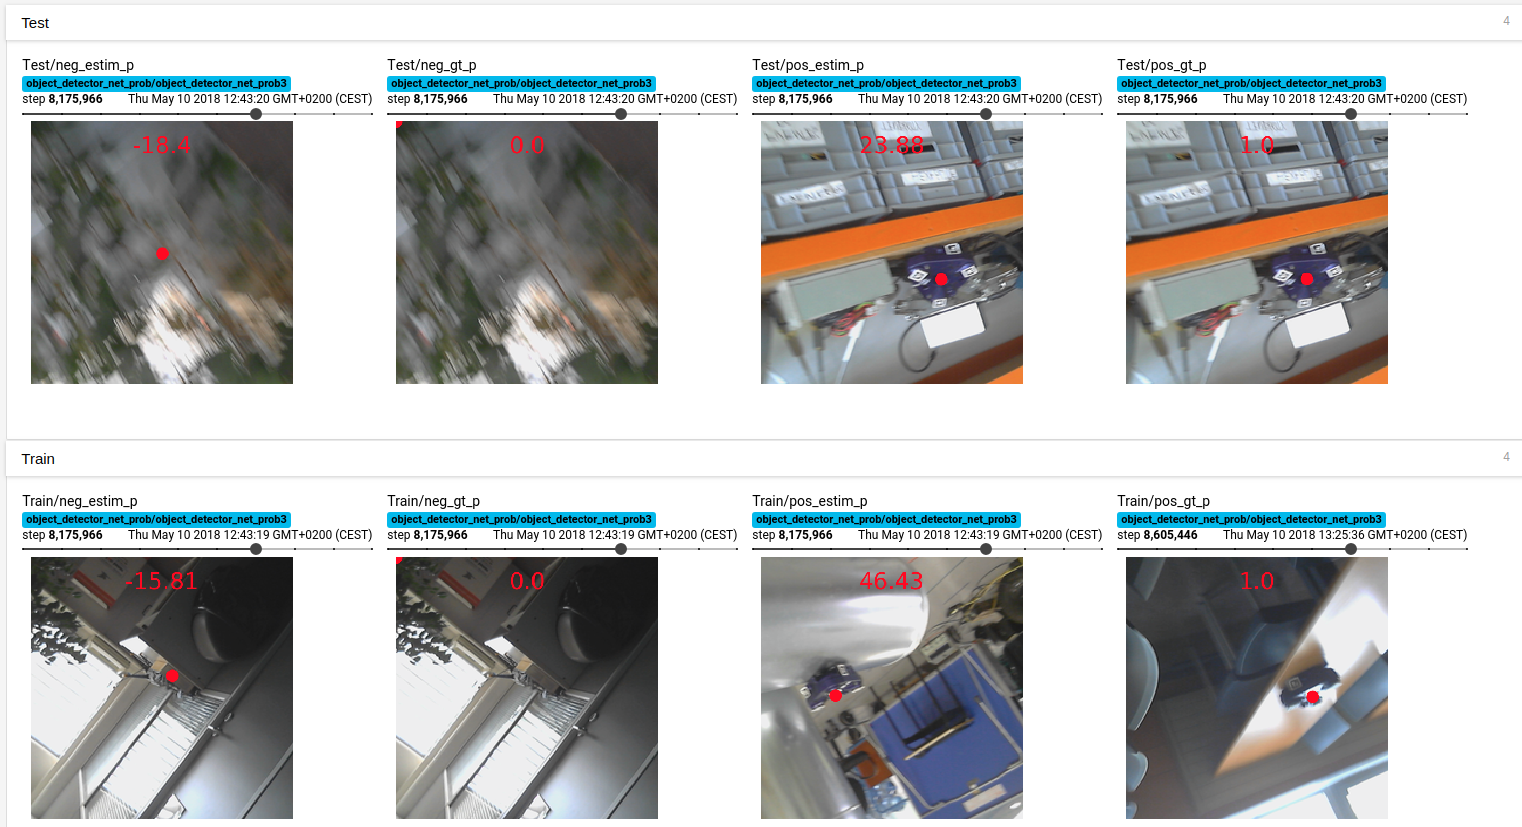 Test
4
Test/neg_estim_p
object_detector_net_prob/object_detector_net_prob3
step 8,175,966 Thu May 10 2018 12:43:20 GMT+0200 (CEST)
-18.4
Test/neg_gt_p
object_detector_net_prob/object_detector_net_prob3
step 8,175,966 Thu May 10 2018 12:43:20 GMT+0200 (CEST)
0.0
Test/pos_estim_p
object_detector_net_prob/object_detector_net_prob3
step 8,175,966 Thu May 10 2018 12:43:20 GMT+0200 (CEST)
23.88
Test/pos_gt_p
object_detector_net_prob/object_detector_net_prob3
step 8,175,966 Thu May 10 2018 12:43:20 GMT+0200 (CEST)
1.0
Train
4
Train/neg_estim_p
object_detector_net_prob/object_detector_net_prob3
step 8,175,966 Thu May 10 2018 12:43:19 GMT+0200 (CEST)
-15.81
Train/neg_gt_p
object_detector_net_prob/object_detector_net_prob3
step 8,175,966 Thu May 10 2018 12:43:19 GMT+0200 (CEST)
0.0
Train/pos_estim_p
object_detector_net_prob/object_detector_net_prob3
step 8,175,966 Thu May 10 2018 12:43:19 GMT+0200 (CEST)
46.43
Train/pos_gt_p
object_detector_net_prob/object_detector_net_prob3
step 8,605,446 Thu May 10 2018 13:25:36 GMT+0200 (CEST)
1.0